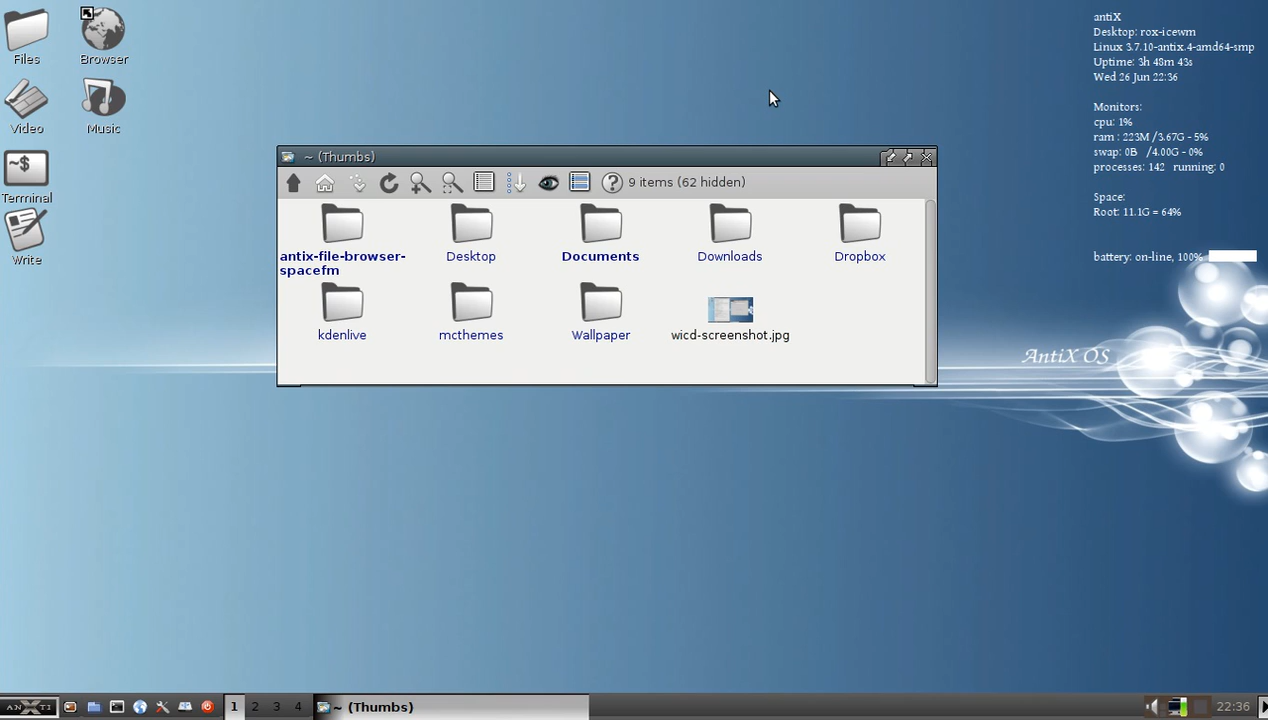 Files
Browser
Video
Music
~$
Terminal
Write
antiX
Desktop: rox-icewm
Linux 3.7.10-antix.4-amd64-smp
Uptime: 3h 48m 43s
Wed 26 Jun 22:36
Monitors:
cpu: 1%
ram : 223M /3.67G - 5%
swap: 0B /4.00G - 0%
processes: 142 running: 0
Space:
Root: 11.1G = 64%
battery: on-line, 100%
~ (Thumbs)
9 items (62 hidden)
antix-file-browser-
spacefm
Desktop
Documents
Downloads
Dropbox
kdenlive
mcthemes
Wallpaper
wicd-screenshot.jpg
AntiX OS
ANXTI
1 2 3 4
~ (Thumbs)
22:36